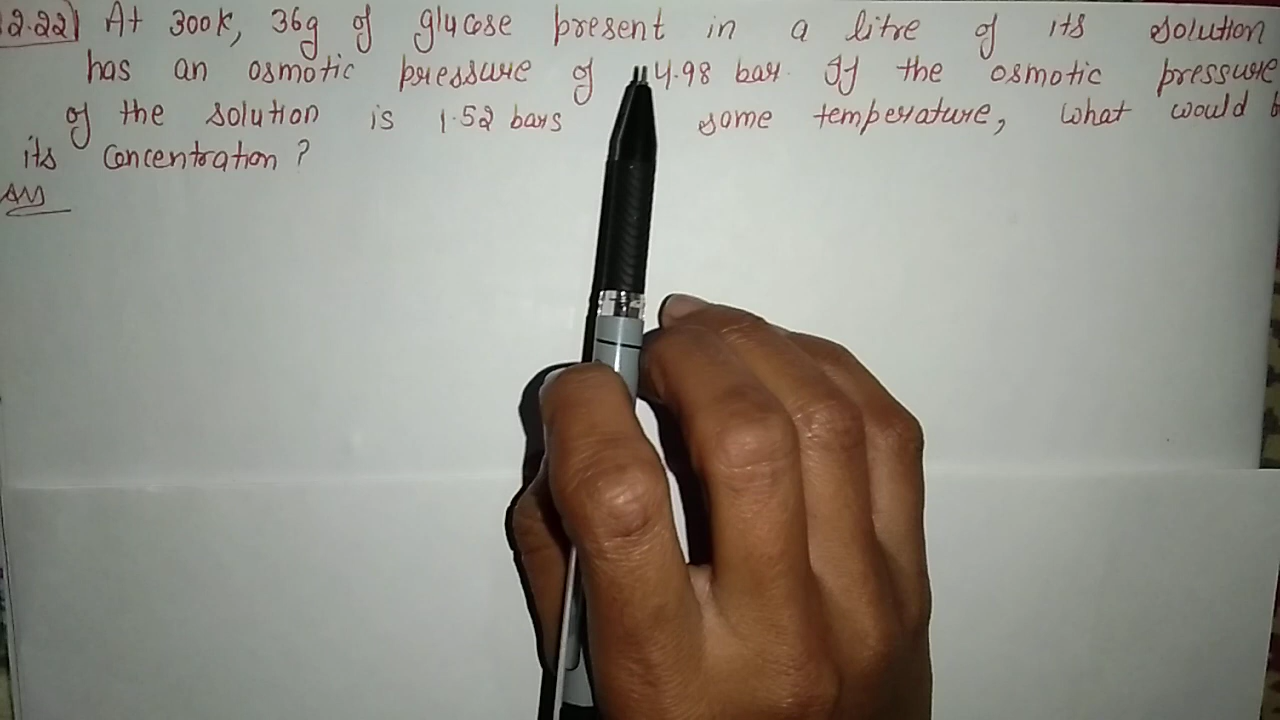 2.22) At 300K, 36g of glucose present in a litre of its solution
has an osmotic pressure of 4.98 bar. If the osmotic pressure
of the solution is 1.52 bars some temperature, what would
its concentration?
Ans